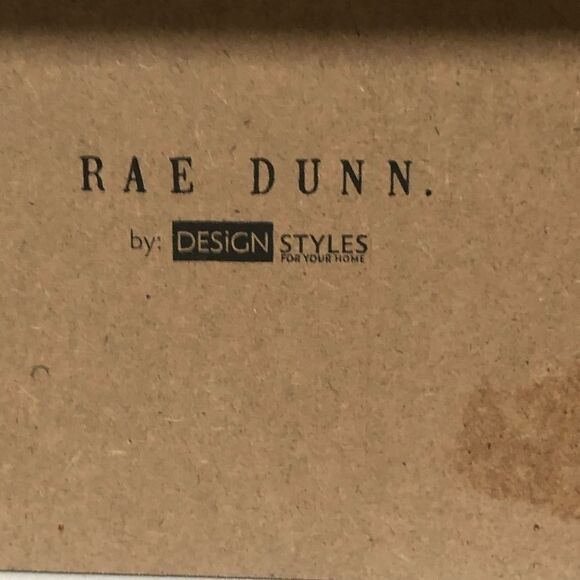 RAE DUNN.
by: DESiGN STYLES
FOR YOUR HOME